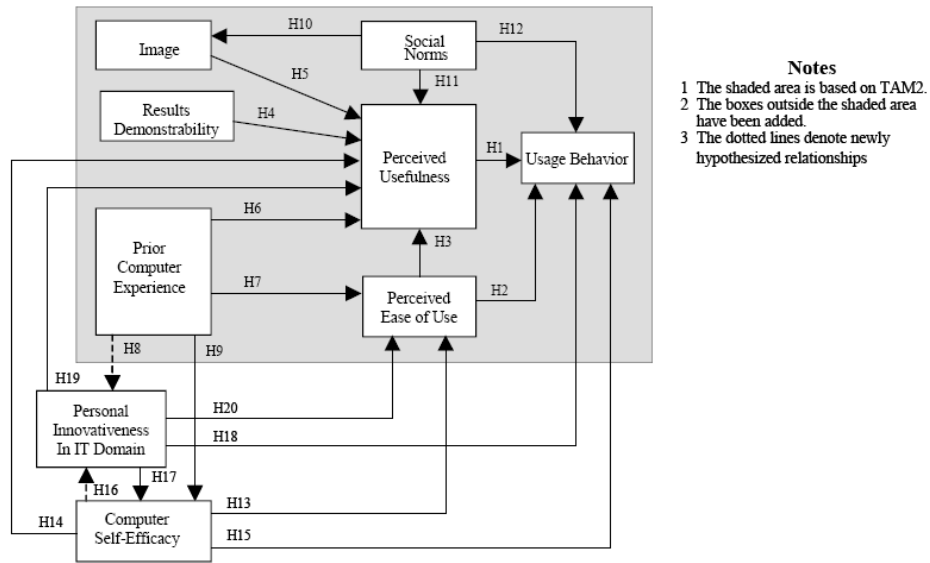 H10
Social
Norms
H12
Image
H5
H11
Results
Demonstrability
H4
Perceived
Usefulness
H1
Usage Behavior
H6
Prior
Computer
Experience
H3
H7
Perceived
Ease of Use
H2
H8
H9
H19
Personal
Innovativeness
In IT Domain
H20
H18
H17
H16
H14
Computer
Self-Efficacy
H13
H15
Notes
1 The shaded area is based on TAM2.
2 The boxes outside the shaded area
have been added.
3 The dotted lines denote newly
hypothesized relationships